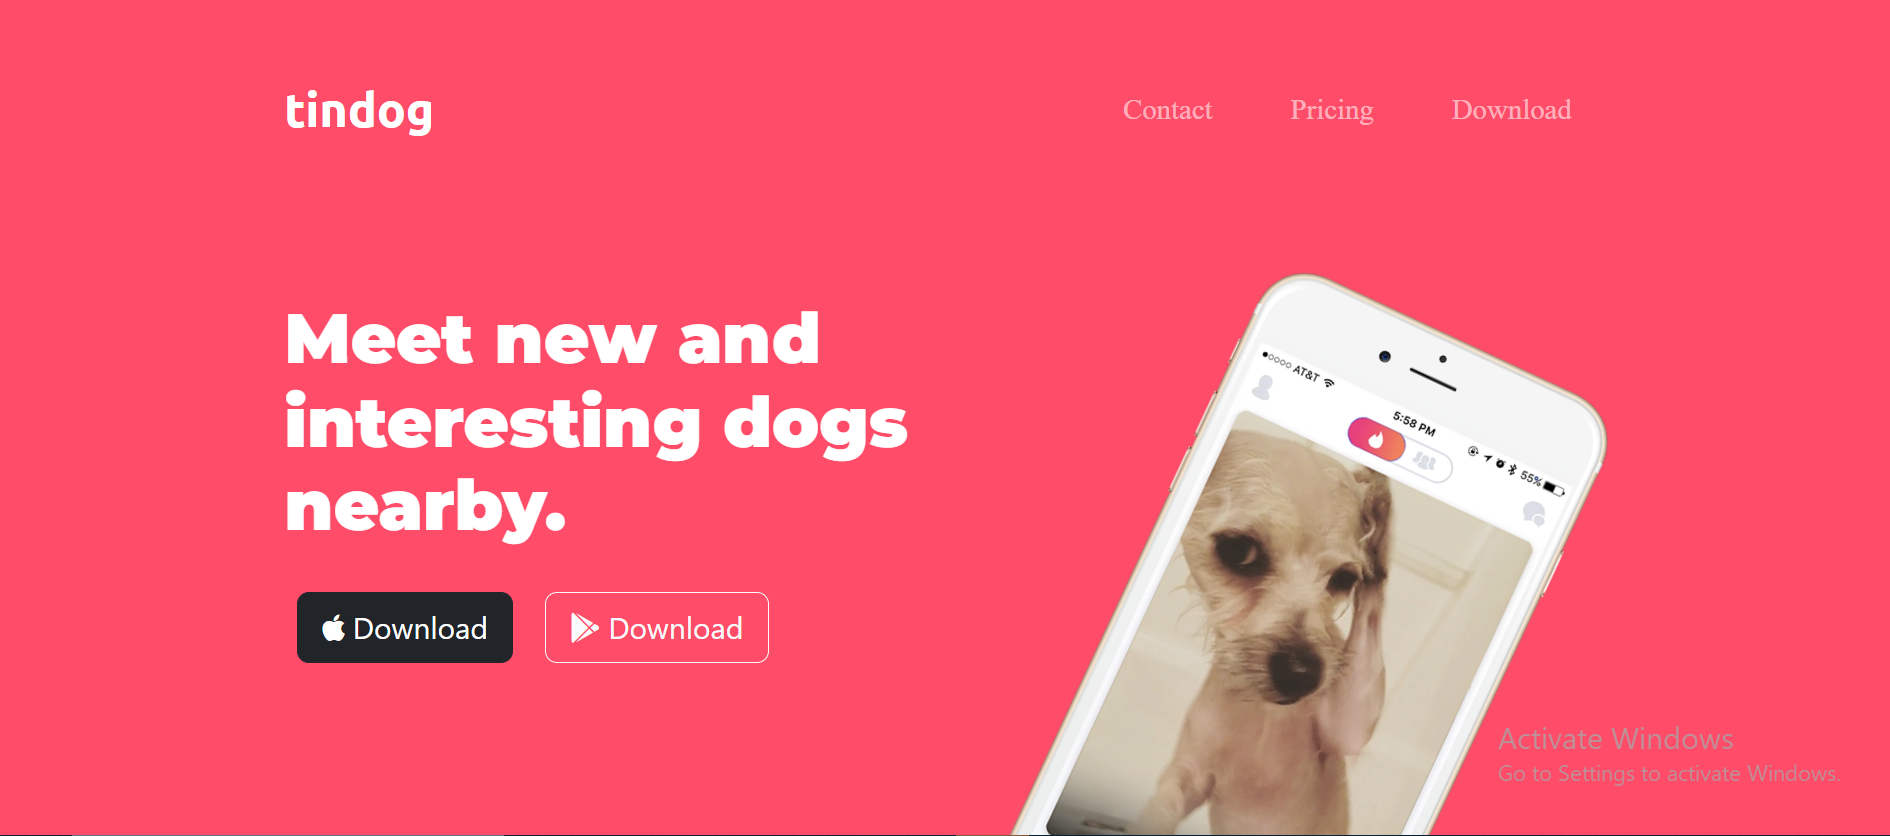 tindog
Contact Pricing Download
Meet new and
interesting dogs
nearby.
Download Download
AT&T
5:58 PM
55%
Activate Windows
Go to Settings to activate Windows.